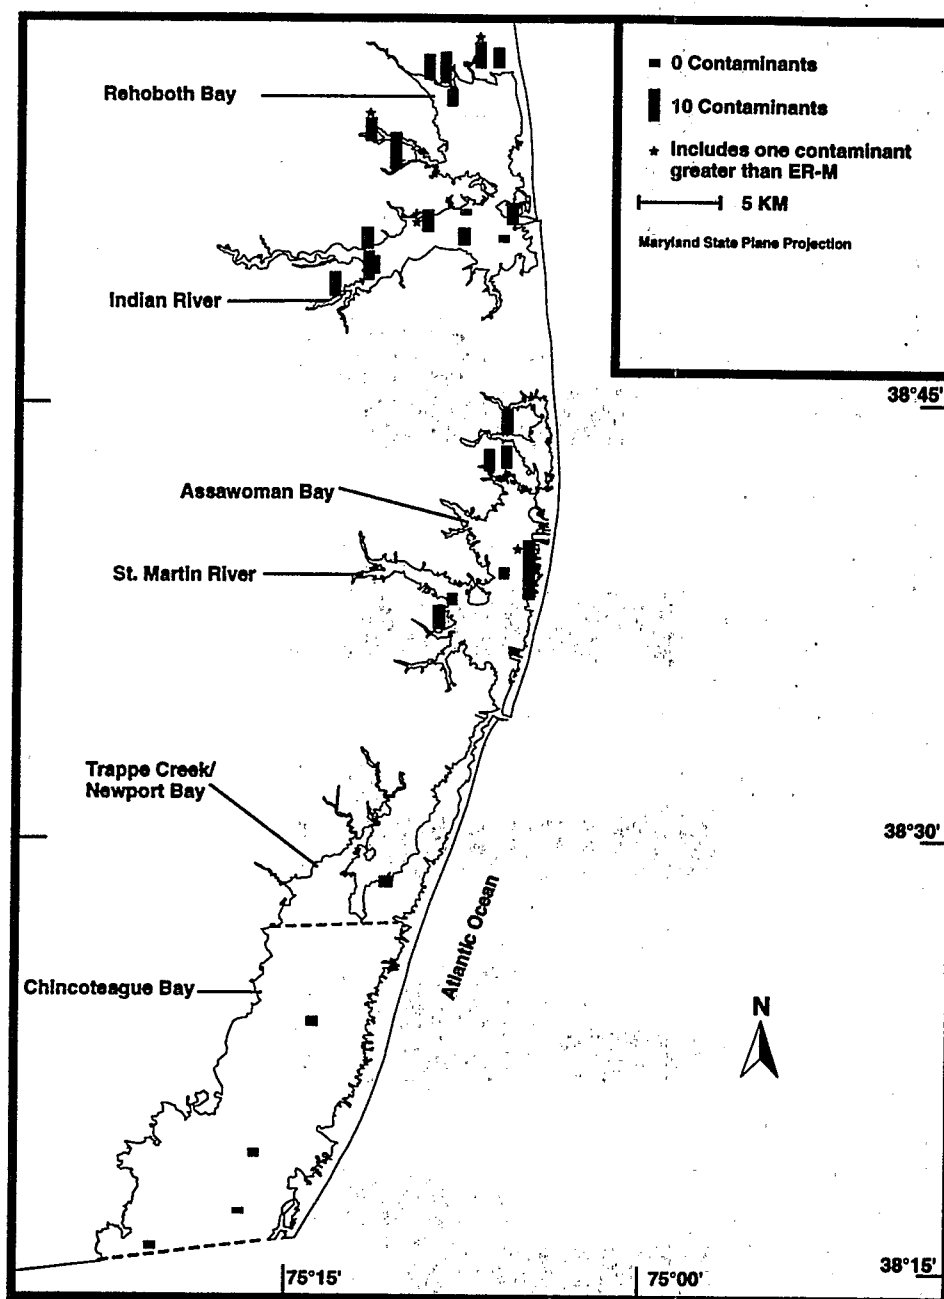 Rehoboth Bay
0 Contaminants
10 Contaminants
* Includes one contaminant
greater than ER-M
5 KM
Maryland State Plane Projection
Indian River
38°45'
Assawoman Bay
St. Martin River
Trappe Creek/
Newport Bay
38°30'
Atlantic Ocean
Chincoteague Bay
N
38°15'
75°15'
75°00'